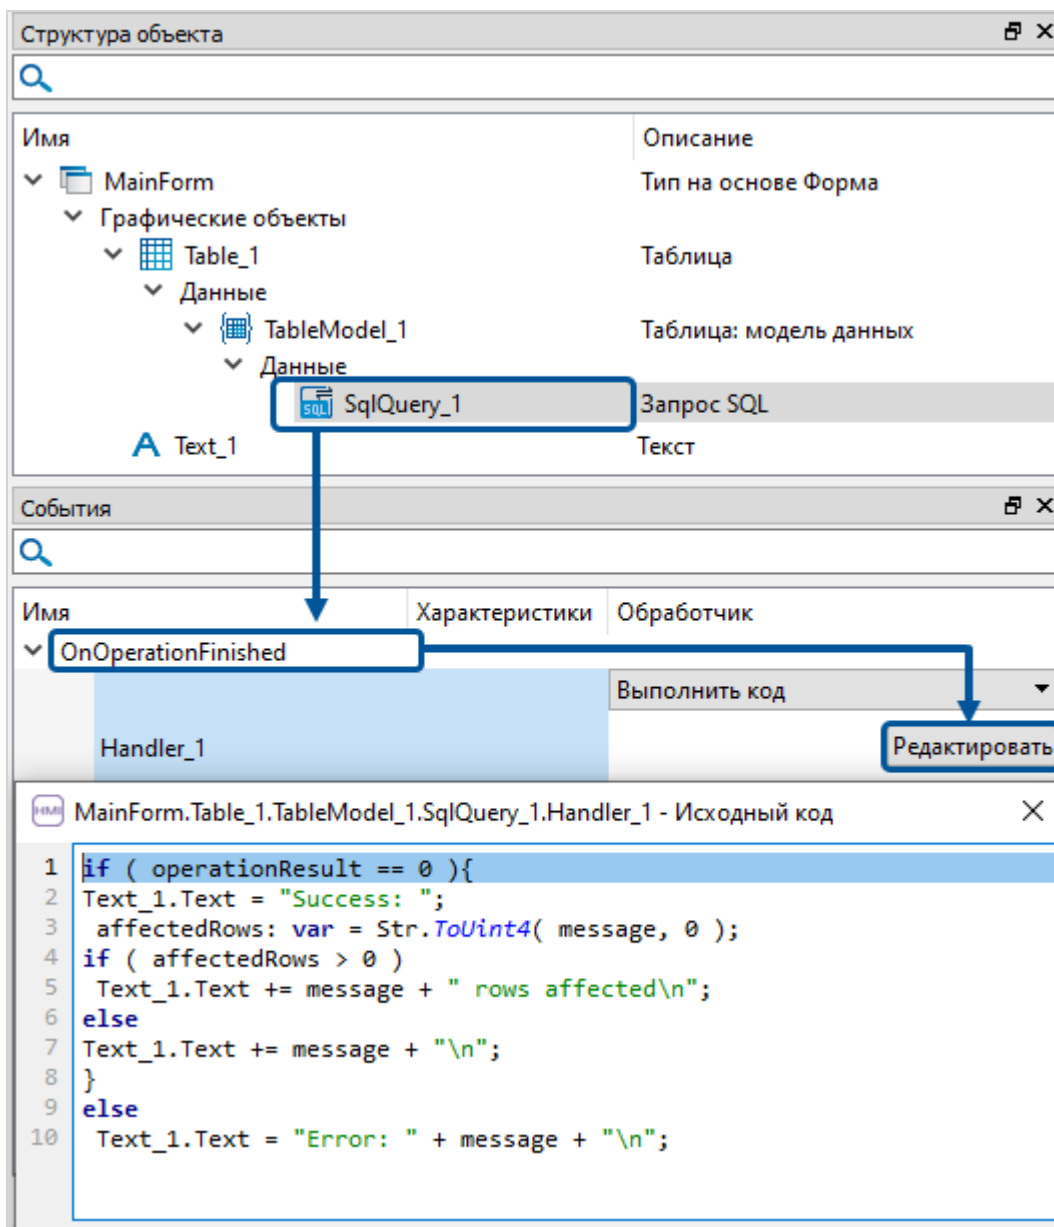 Структура объекта
Имя Описание
MainForm Тип на основе Форма
Графические объекты
Table_1 Таблица
Данные
TableModel_1 Таблица: модель данных
Данные
SQL SqlQuery_1 Запрос SQL
A Text_1 Текст
События
Имя Характеристики Обработчик
OnOperationFinished
Выполнить код
Handler_1 Редактировать
HMI MainForm.Table_1.TableModel_1.SqlQuery_1.Handler_1 - Исходный код
1 if ( operationResult == 0 ){
2 Text_1.Text = "Success: ";
3 affectedRows: var = Str.ToUint4( message, 0 );
4 if ( affectedRows > 0 )
5 Text_1.Text += message + " rows affected\n";
6 else
7 Text_1.Text += message + "\n";
8 }
9 else
10 Text_1.Text = "Error: " + message + "\n";